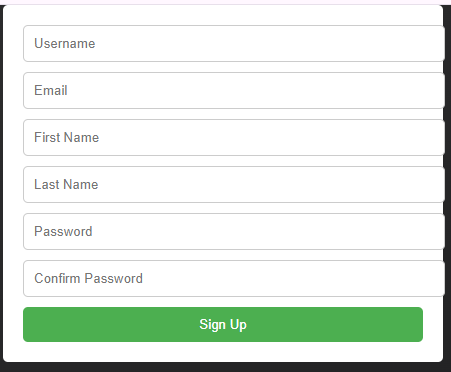 Username
Email
First Name
Last Name
Password
Confirm Password
Sign Up